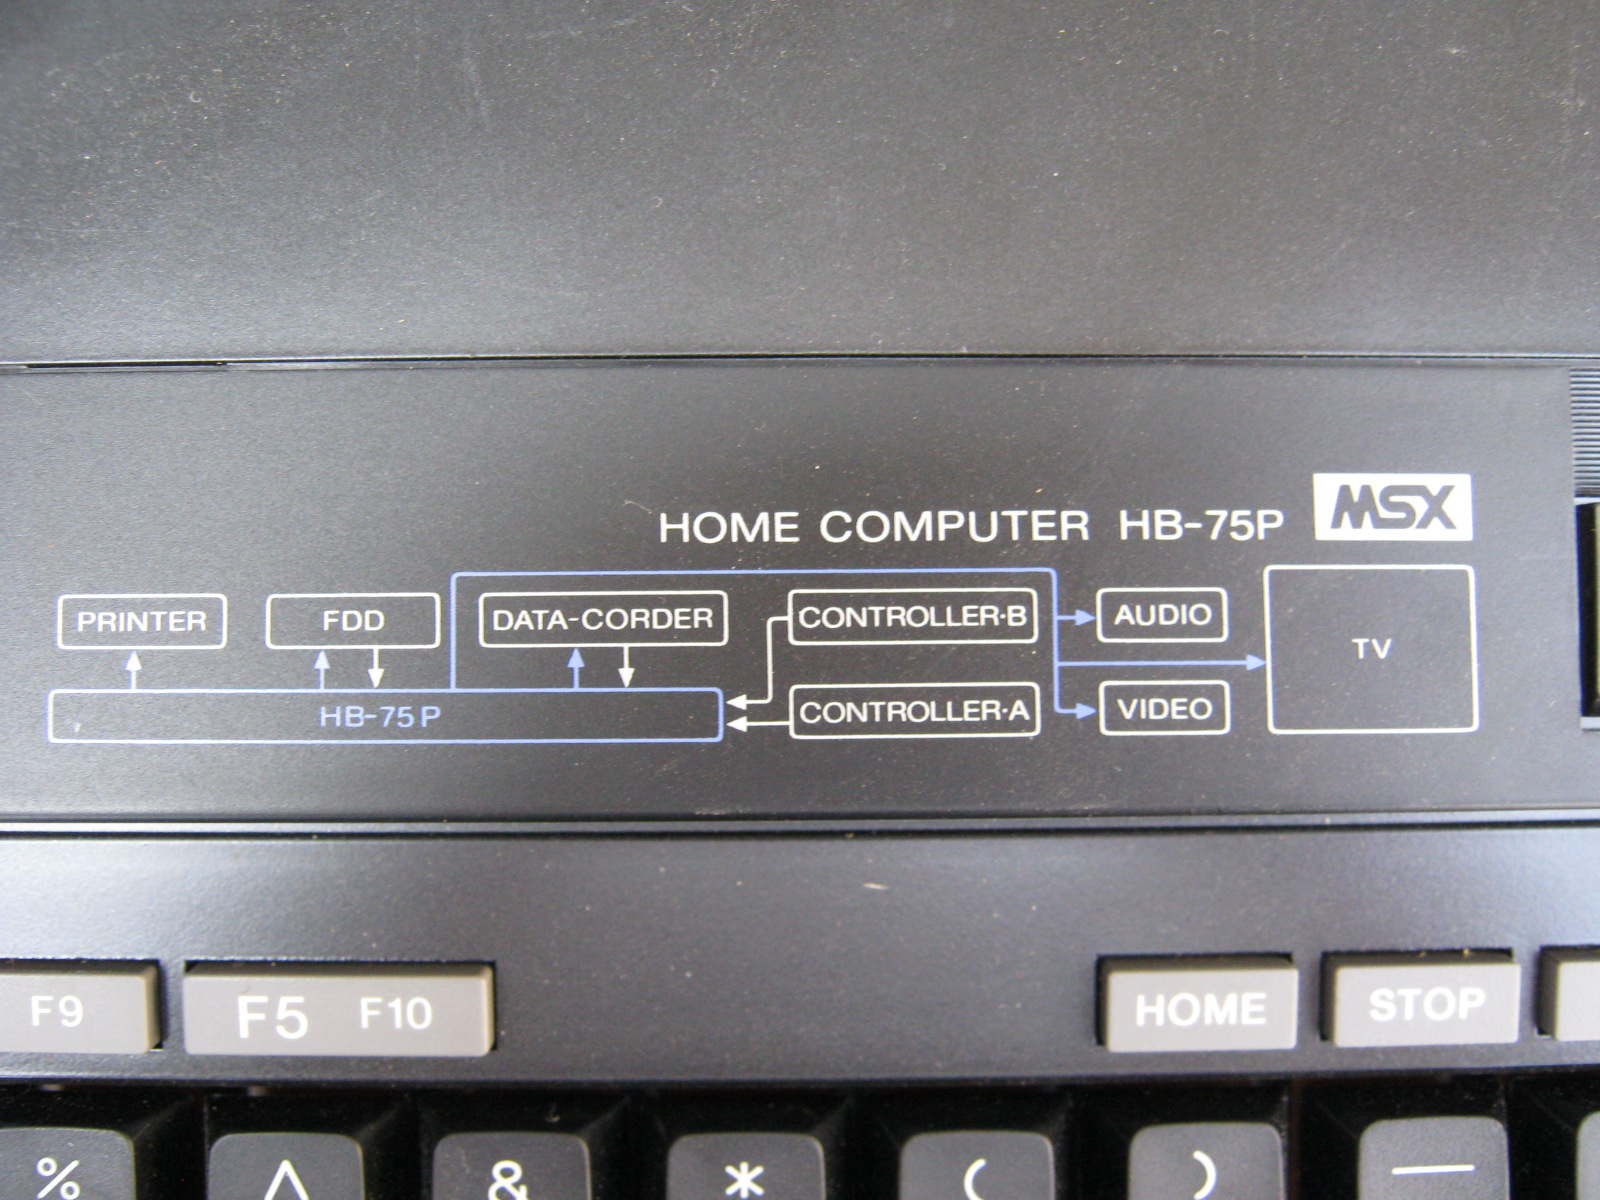 HOME COMPUTER HB-75P MSX
PRINTER FDD DATA-CORDER CONTROLLER·B AUDIO TV
HB-75P CONTROLLER·A VIDEO
F9 F5 F10 HOME STOP
% ^ & * ( ) —